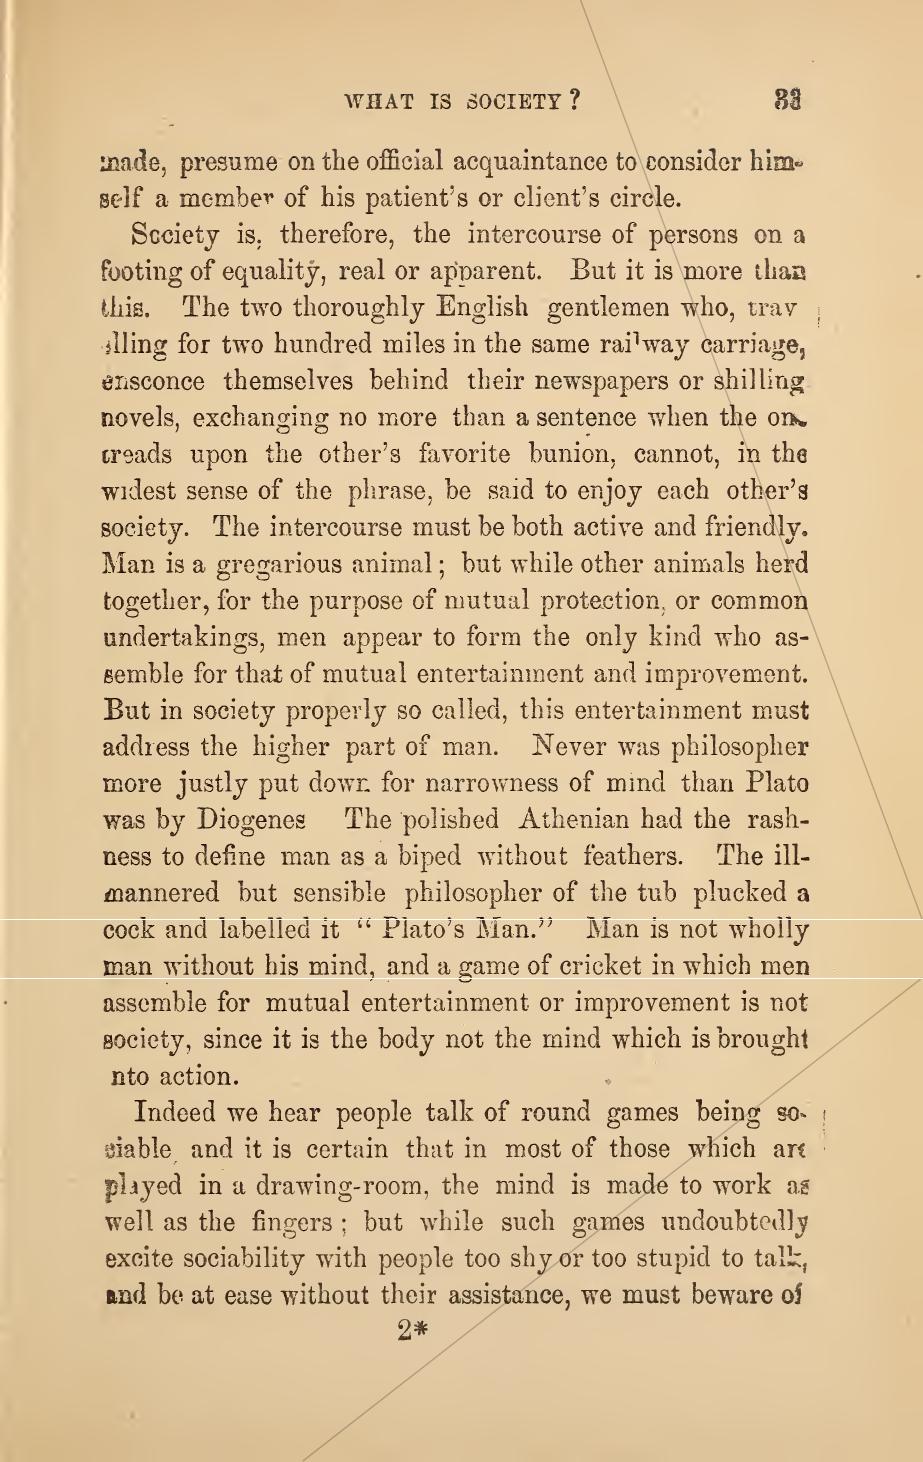 WHAT IS SOCIETY? 33
made, presume on the official acquaintance to consider him-
self a member of his patient's or client's circle.
Society is, therefore, the intercourse of persons on a
footing of equality, real or apparent. But it is more than
this. The two thoroughly English gentlemen who, trav
lling for two hundred miles in the same railway carriage,
ensconce themselves behind their newspapers or shilling
novels, exchanging no more than a sentence when the one
treads upon the other's favorite bunion, cannot, in the
widest sense of the phrase, be said to enjoy each other's
society. The intercourse must be both active and friendly.
Man is a gregarious animal; but while other animals herd
together, for the purpose of mutual protection, or common
undertakings, men appear to form the only kind who as-
semble for that of mutual entertainment and improvement.
But in society properly so called, this entertainment must
address the higher part of man. Never was philosopher
more justly put down for narrowness of mind than Plato
was by Diogenes The polished Athenian had the rash-
ness to define man as a biped without feathers. The ill-
mannered but sensible philosopher of the tub plucked a
cock and labelled it "Plato's Man." Man is not wholly
man without his mind, and a game of cricket in which men
assemble for mutual entertainment or improvement is not
society, since it is the body not the mind which is brought
nto action.
Indeed we hear people talk of round games being so-
ciable and it is certain that in most of those which are
played in a drawing-room, the mind is made to work as
well as the fingers; but while such games undoubtedly
excite sociability with people too shy or too stupid to talk,
and be at ease without their assistance, we must beware of
2*